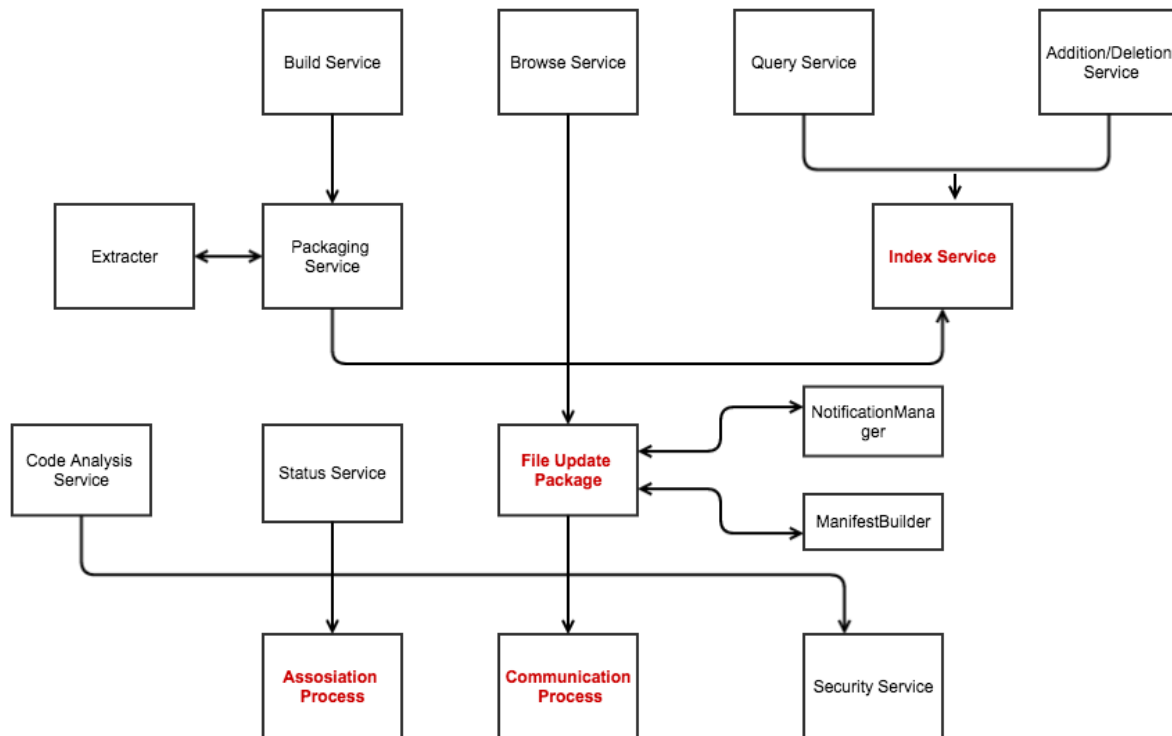 Build Service
Browse Service
Query Service
Addition/Deletion
Service
Extracter
Packaging
Service
Index Service
NotificationMana
ger
Code Analysis
Service
Status Service
File Update
Package
ManifestBuilder
Assosiation
Process
Communication
Process
Security Service